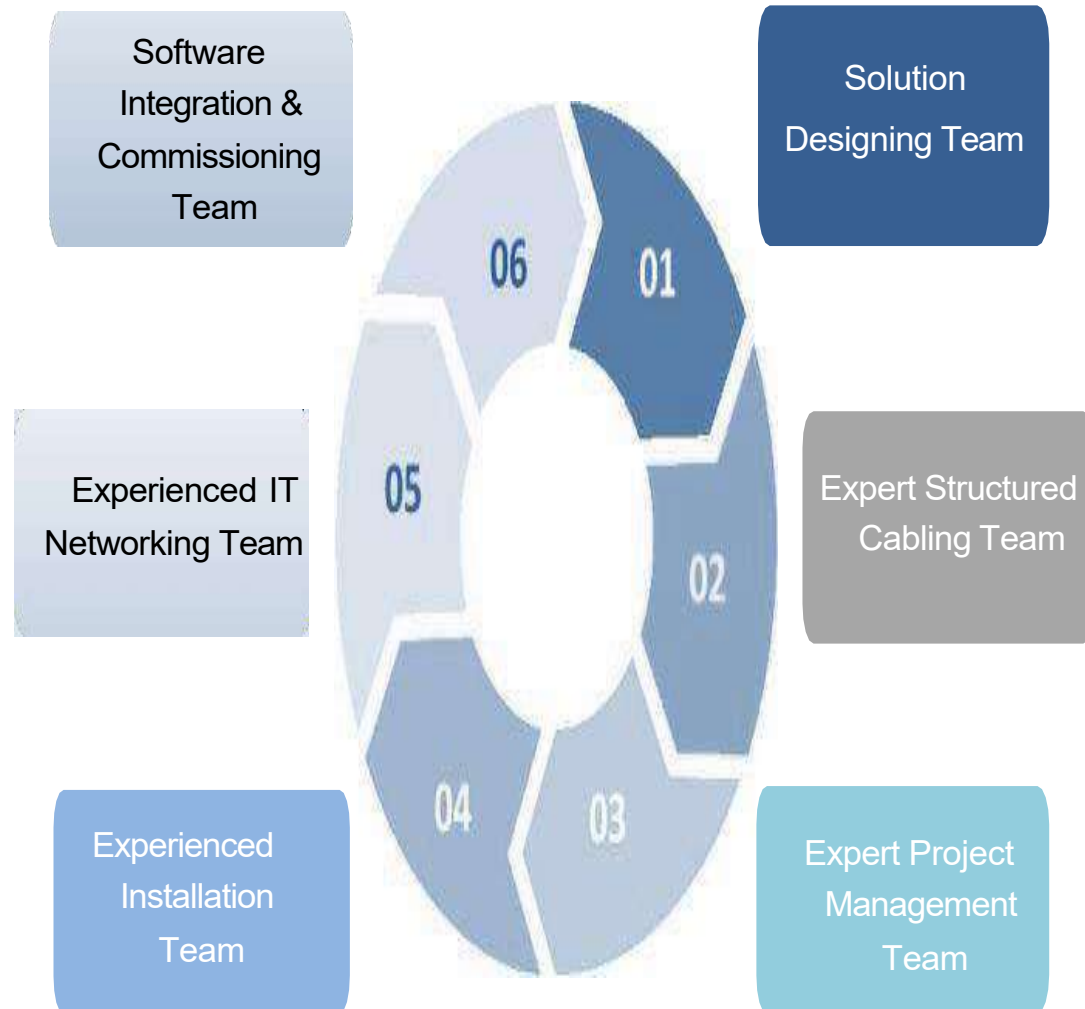 Software
Integration &
Commissioning
Team
Solution
Designing Team
06
01
Experienced IT
Networking Team
05
02
Expert Structured
Cabling Team
Experienced
Installation
Team
04
03
Expert Project
Management
Team